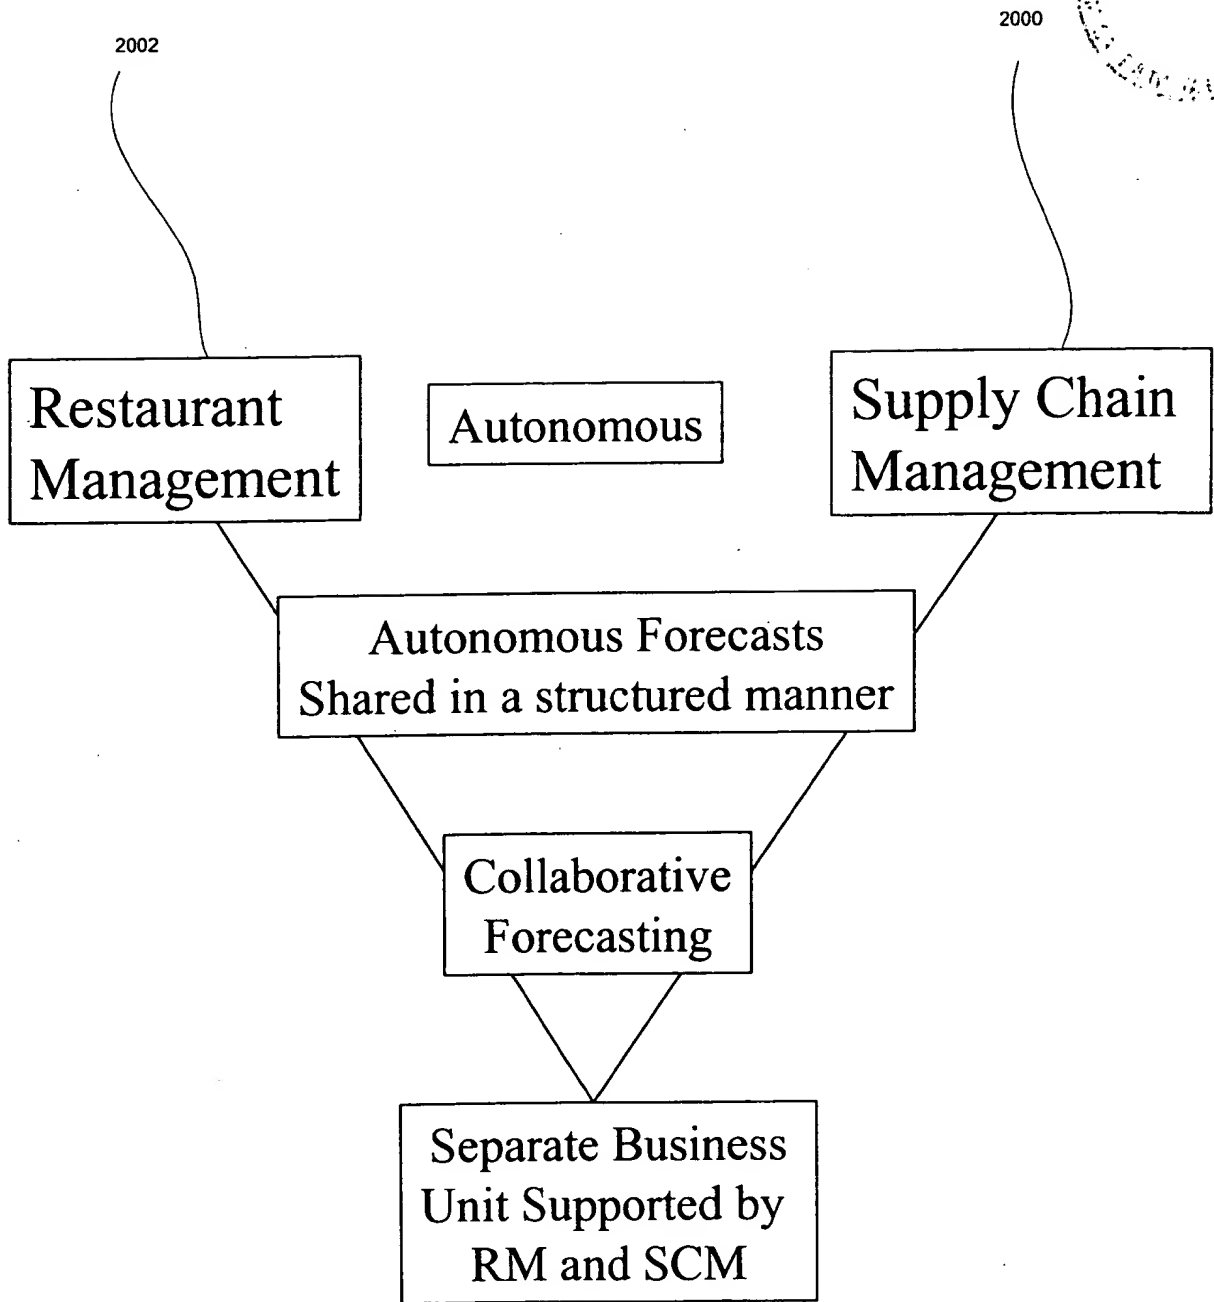 2002
2000
Restaurant
Management
Autonomous
Supply Chain
Management
Autonomous Forecasts
Shared in a structured manner
Collaborative
Forecasting
Separate Business
Unit Supported by
RM and SCM